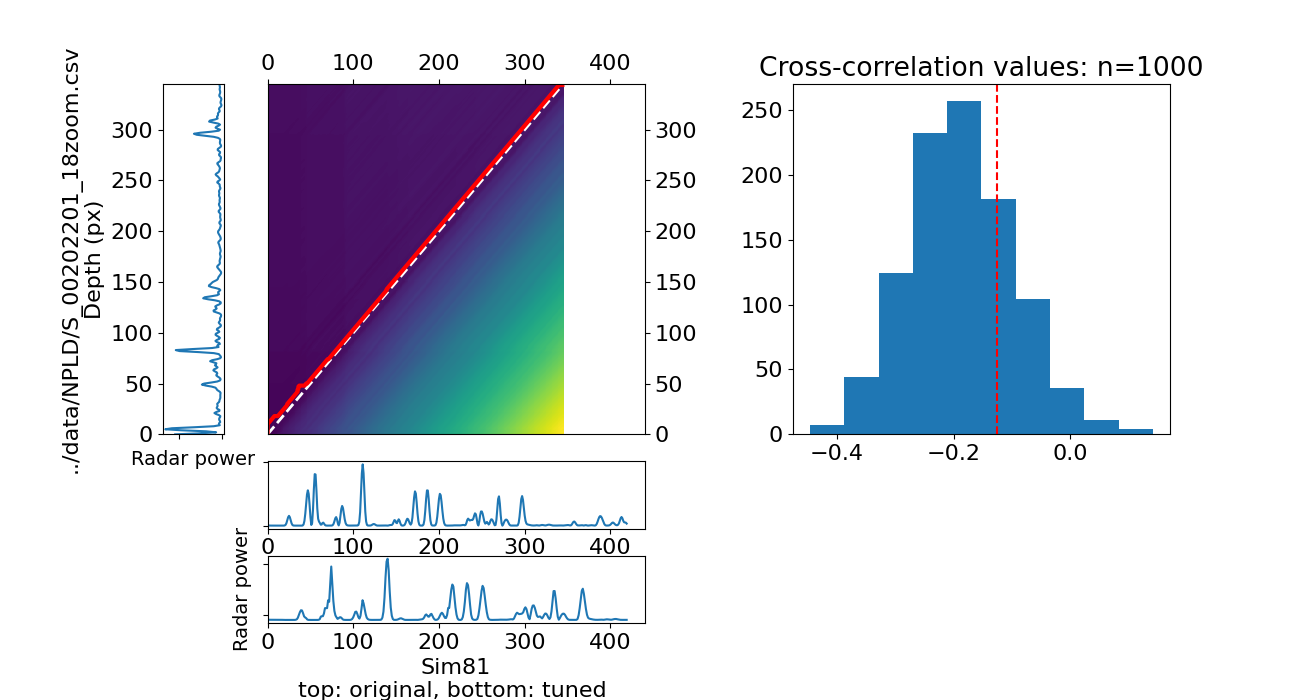 ../data/NPLD/S_00202201_18zoom.csv
Depth (px)
0 100 200 300 400
300
250
200
150
100
50
0
300
250
200
150
100
50
0
Radar power
0 100 200 300 400
Radar power
0 100 200 300 400
Sim81
top: original, bottom: tuned
Cross-correlation values: n=1000
250
200
150
100
50
0
−0.4 −0.2 0.0